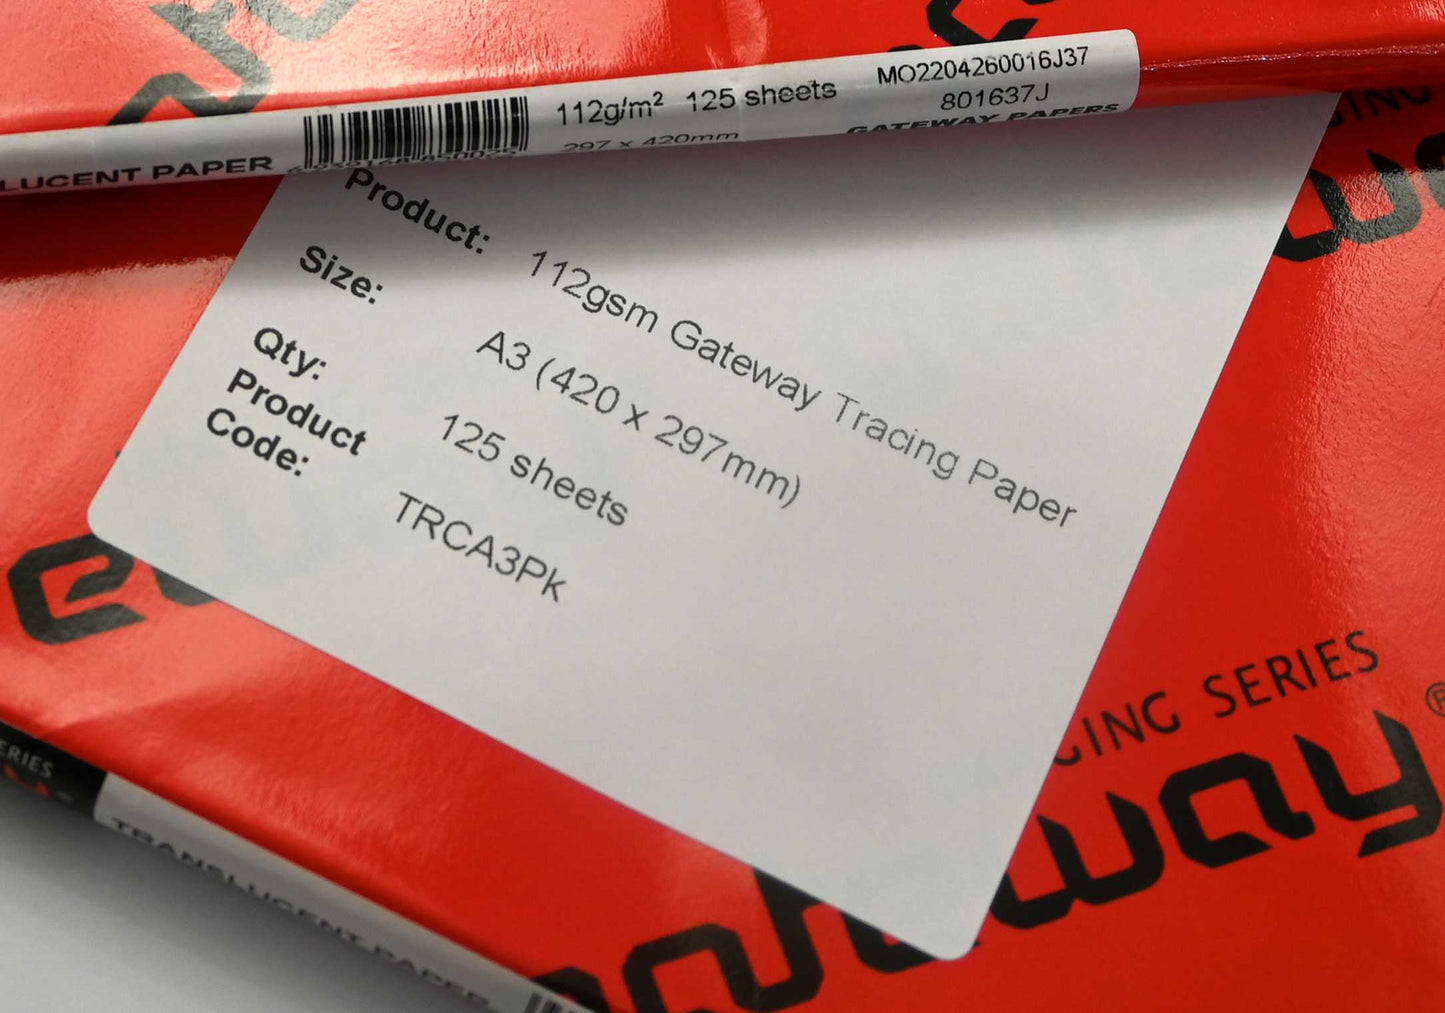 LUCENT PAPER
112g/m² 125 sheets
297 x 420mm
MO2204260016J37
801637J
GATEWAY PAPERS
Product: 112gsm Gateway Tracing Paper
Size: A3 (420 x 297mm)
Qty: 125 sheets
Product
Code: TRCA3Pk
GING SERIES
way®
ERIES
TRANSLUCENT PAPER